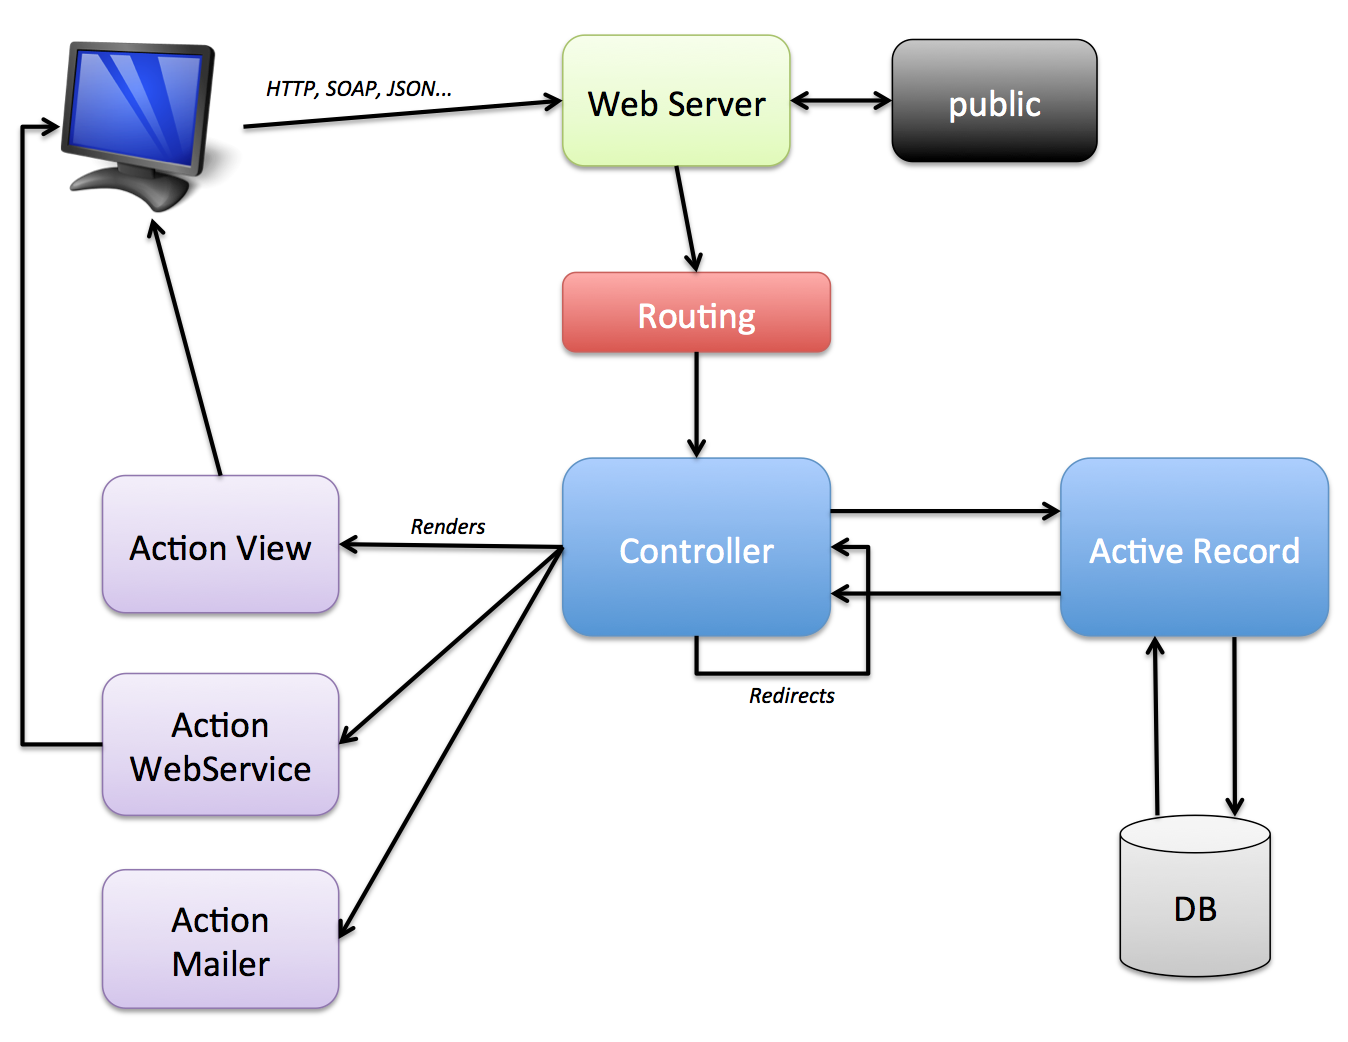 HTTP, SOAP, JSON...
Web Server
public
Routing
Renders
Action View
Controller
Active Record
Redirects
Action
WebService
Action
Mailer
DB